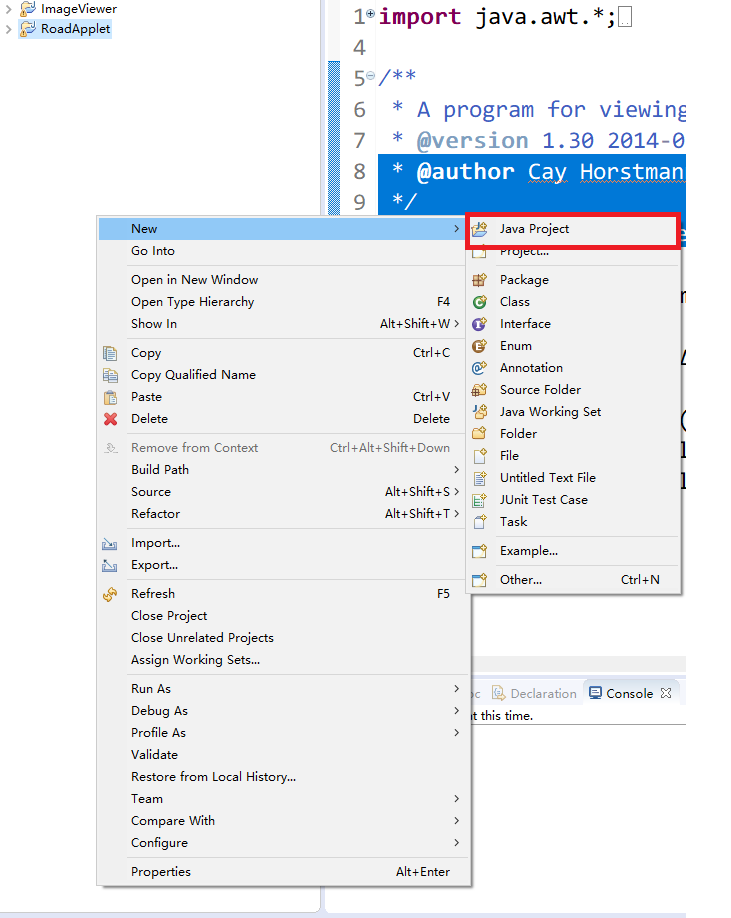 ImageViewer
RoadApplet
1 import java.awt.*;
4
5 /**
6 * A program for viewing
7 * @version 1.30 2014-0
8 * @author Cay Horstman
9 */
New
Go Into
Open in New Window
Open Type Hierarchy F4
Show In Alt+Shift+W
Copy Ctrl+C
Copy Qualified Name
Paste Ctrl+V
Delete Delete
Remove from Context Ctrl+Alt+Shift+Down
Build Path
Source Alt+Shift+S
Refactor Alt+Shift+T
Import...
Export...
Refresh F5
Close Project
Close Unrelated Projects
Assign Working Sets...
Run As
Debug As
Profile As
Validate
Restore from Local History...
Team
Compare With
Configure
Properties Alt+Enter
Java Project
Project...
Package
Class
Interface
Enum
Annotation
Source Folder
Java Working Set
Folder
File
Untitled Text File
JUnit Test Case
Task
Example...
Other... Ctrl+N
Declaration Console
at this time.